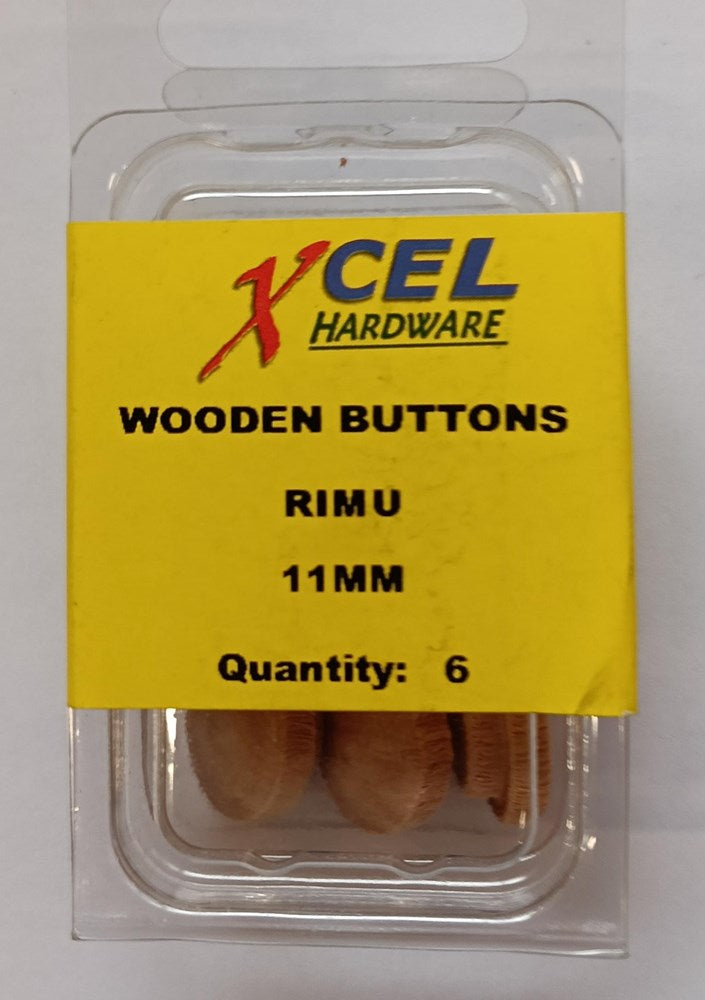 XCEL
HARDWARE
WOODEN BUTTONS
RIMU
11MM
Quantity: 6